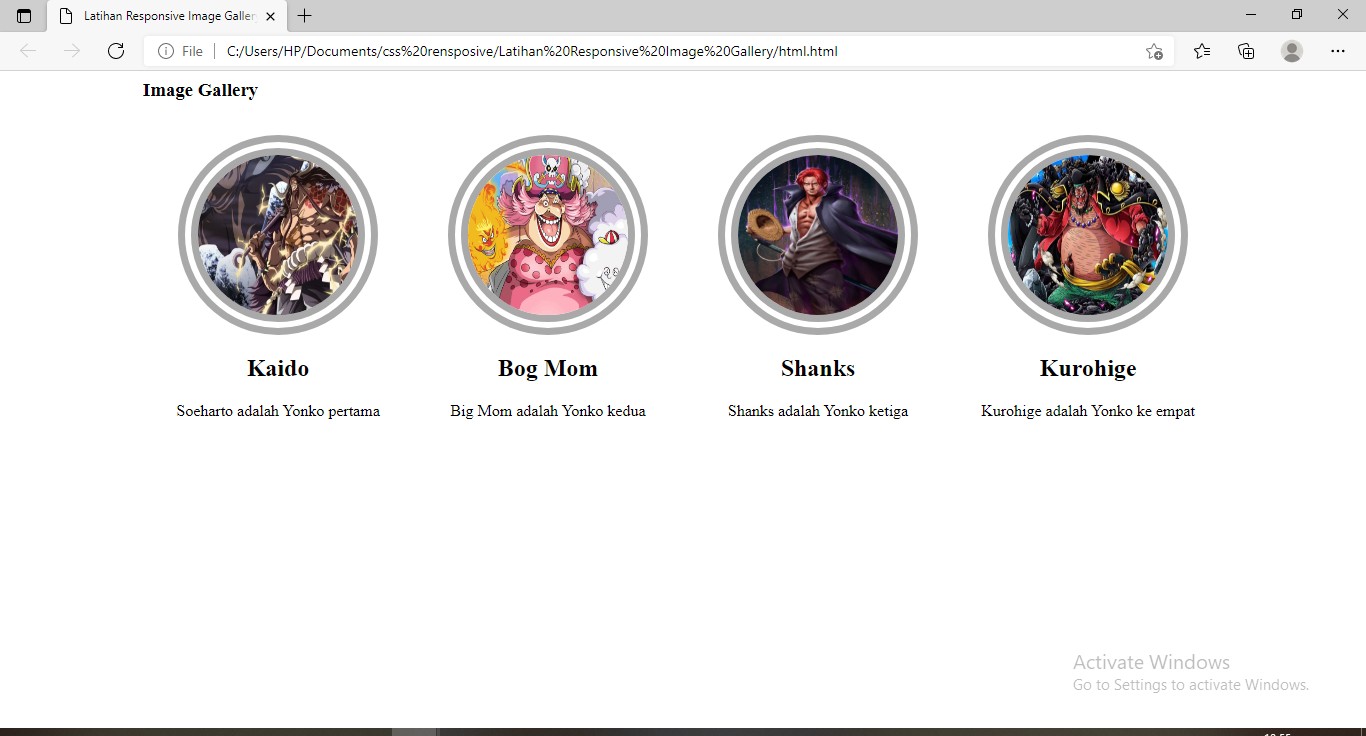 Latihan Responsive Image Galler
File
C:/Users/HP/Documents/css%20rensposive/Latihan%20Responsive%20Image%20Gallery/html.html
Image Gallery
Kaido
Bog Mom
Shanks
Kurohige
Soeharto adalah Yonko pertama
Big Mom adalah Yonko kedua
Shanks adalah Yonko ketiga
Kurohige adalah Yonko ke empat
Activate Windows
Go to Settings to activate Windows.